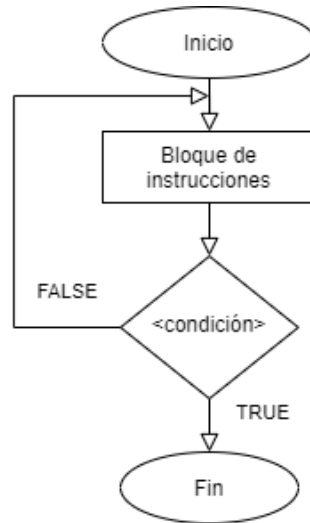 Inicio
Bloque de
instrucciones
<condición>
FALSE
TRUE
Fin